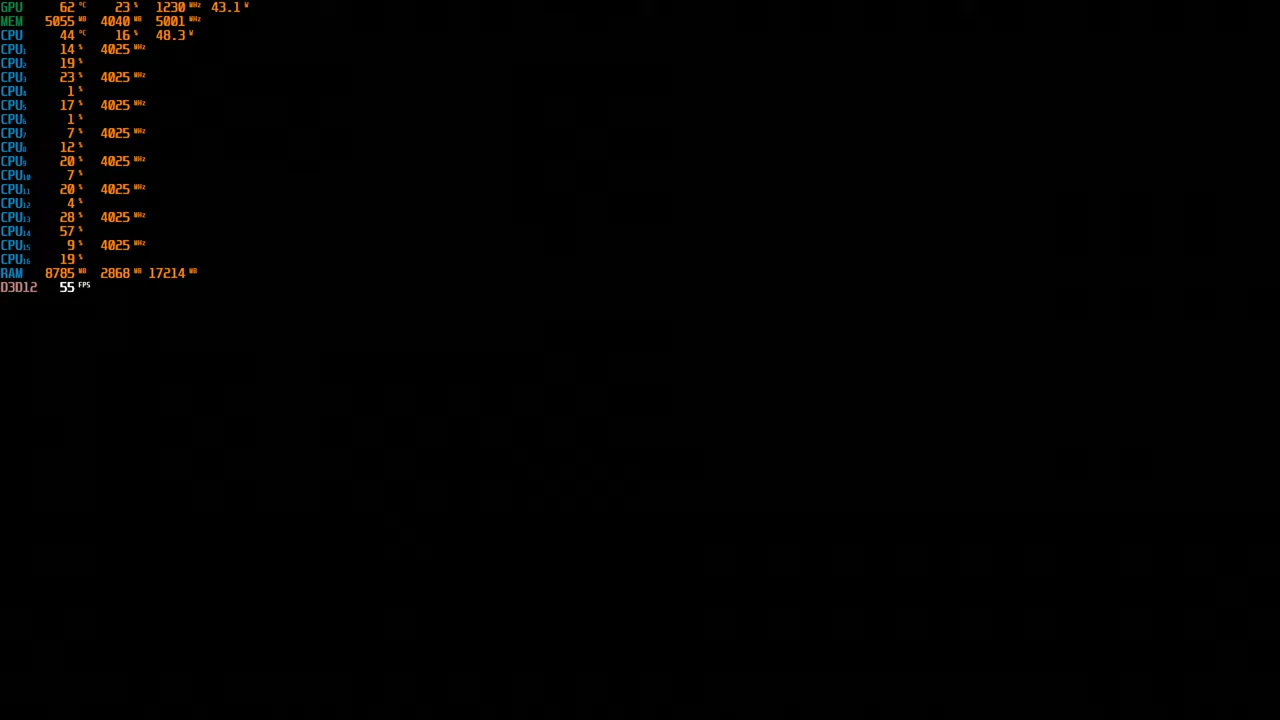 GPU 62 °C 23 % 1230 MHz 43.1 W
MEM 5055 MB 4040 MB 5001 MHz
CPU 44 °C 16 % 48.3 W
CPU1 14 % 4025 MHz
CPU2 19 %
CPU3 23 % 4025 MHz
CPU4 1 %
CPU5 17 % 4025 MHz
CPU6 1 %
CPU7 7 % 4025 MHz
CPU8 12 %
CPU9 20 % 4025 MHz
CPU10 7 %
CPU11 20 % 4025 MHz
CPU12 4 %
CPU13 28 % 4025 MHz
CPU14 57 %
CPU15 9 % 4025 MHz
CPU16 19 %
RAM 8785 MB 2868 MB 17214 MB
D3D12 55 FPS